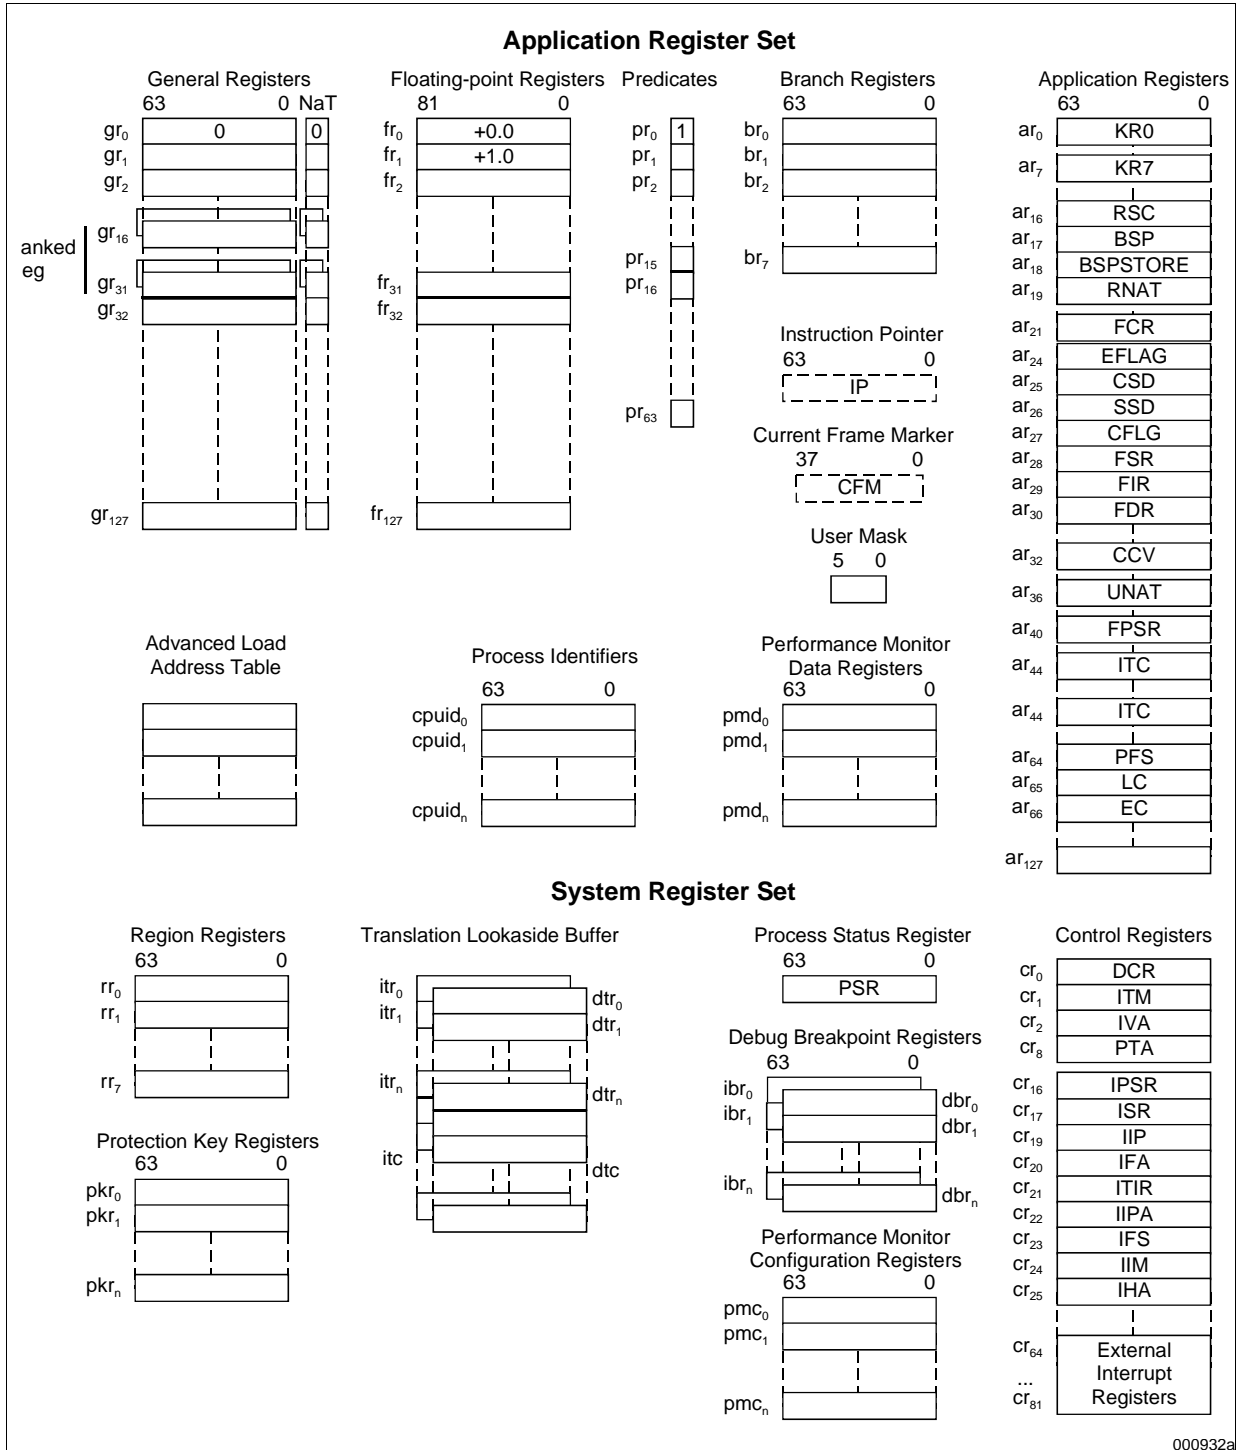 Application Register Set
General Registers
63 0 NaT
gr0 0 0
gr1
gr2
gr16
anked
eg
gr31
gr32
gr127
Floating-point Registers
81 0
fr0 +0.0
fr1 +1.0
fr2
fr31
fr32
fr127
Predicates
pr0 1
pr1
pr2
pr15
pr16
pr63
Branch Registers
63 0
br0
br1
br2
br7
Instruction Pointer
63 0
IP
Current Frame Marker
37 0
CFM
User Mask
5 0
Application Registers
63 0
ar0 KR0
ar7 KR7
ar16 RSC
ar17 BSP
ar18 BSPSTORE
ar19 RNAT
ar21 FCR
ar24 EFLAG
ar25 CSD
ar26 SSD
ar27 CFLG
ar28 FSR
ar29 FIR
ar30 FDR
ar32 CCV
ar36 UNAT
ar40 FPSR
ar44 ITC
ar44 ITC
ar64 PFS
ar65 LC
ar66 EC
ar127
Advanced Load
Address Table
Process Identifiers
63 0
cpuid0
cpuid1
cpuidn
Performance Monitor
Data Registers
63 0
pmd0
pmd1
pmdn
System Register Set
Region Registers
63 0
rr0
rr1
rr7
Protection Key Registers
63 0
pkr0
pkr1
pkrn
Translation Lookaside Buffer
itr0 dtr0
itr1 dtr1
itrn dtrn
itc dtc
Process Status Register
63 0
PSR
Debug Breakpoint Registers
63 0
ibr0 dbr0
ibr1 dbr1
ibrn dbrn
Performance Monitor
Configuration Registers
63 0
pmc0
pmc1
pmcn
Control Registers
63 0
cr0 DCR
cr1 ITM
cr2 IVA
cr8 PTA
cr16 IPSR
cr17 ISR
cr19 IIP
cr20 IFA
cr21 ITIR
cr22 IIPA
cr23 IFS
cr24 IIM
cr25 IHA
cr64 External
Interrupt
... Registers
cr81
000932a